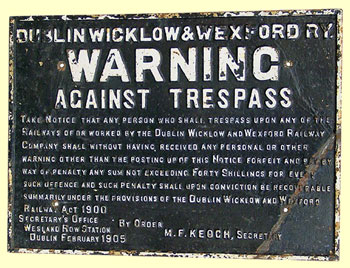 DUBLIN WICKLOW & WEXFORD RY.
WARNING
AGAINST TRESPASS
TAKE NOTICE THAT ANY PERSON WHO SHALL TRESPASS UPON ANY OF THE
RAILWAYS OF OR WORKED BY THE DUBLIN WICKLOW AND WEXFORD RAILWAY
COMPANY SHALL WITHOUT HAVING RECEIVED ANY PERSONAL OR OTHER
WARNING OTHER THAN THE POSTING UP OF THIS NOTICE FORFEIT AND PAY BY
WAY OF PENALTY ANY SUM NOT EXCEEDING FORTY SHILLINGS FOR EVERY
SUCH OFFENCE AND SUCH PENALTY SHALL UPON CONVICTION BE RECOVERABLE
SUMMARILY UNDER THE PROVISIONS OF THE DUBLIN WICKLOW AND WEXFORD
RAILWAY ACT 1900
SECRETARY'S OFFICE BY ORDER
WESTLAND ROW STATION
DUBLIN FEBRUARY 1905 M.F. KEOGH, SECRETARY